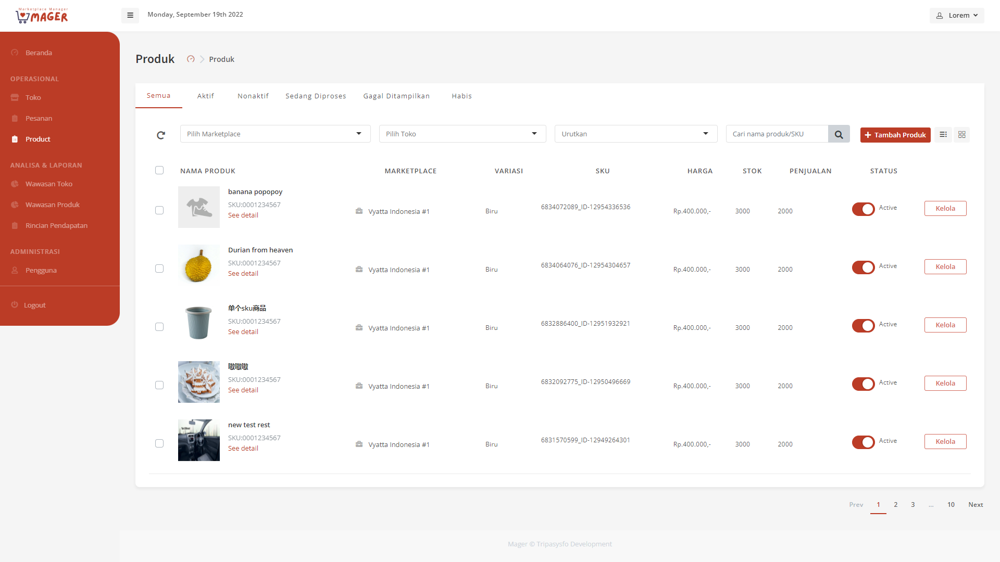 Marketplace Manager
MAGER
Monday, September 19th 2022
Lorem
Beranda
OPERASIONAL
Toko
Pesanan
Product
ANALISA & LAPORAN
Wawasan Toko
Wawasan Produk
Rincian Pendapatan
ADMINISTRASI
Pengguna
Logout
Produk
Produk
Semua Aktif Nonaktif Sedang Diproses Gagal Ditampilkan Habis
Pilih Marketplace Pilih Toko Urutkan Cari nama produk/SKU Tambah Produk
NAMA PRODUK MARKETPLACE VARIASI SKU HARGA STOK PENJUALAN STATUS
banana popopoy
SKU:0001234567
See detail
Vyatta Indonesia #1 Biru 6834072089_ID-12954336536 Rp.400.000,- 3000 2000 Active Kelola
Durian from heaven
SKU:0001234567
See detail
Vyatta Indonesia #1 Biru 6834064076_ID-12954304657 Rp.400.000,- 3000 2000 Active Kelola
单个sku商品
SKU:0001234567
See detail
Vyatta Indonesia #1 Biru 6832886400_ID-12951932921 Rp.400.000,- 3000 2000 Active Kelola
嗷嗷嗷
SKU:0001234567
See detail
Vyatta Indonesia #1 Biru 6832092775_ID-12950496669 Rp.400.000,- 3000 2000 Active Kelola
new test rest
SKU:0001234567
See detail
Vyatta Indonesia #1 Biru 6831570599_ID-12949264301 Rp.400.000,- 3000 2000 Active Kelola
Prev 1 2 3 ... 10 Next
Mager © Tripasysfo Development